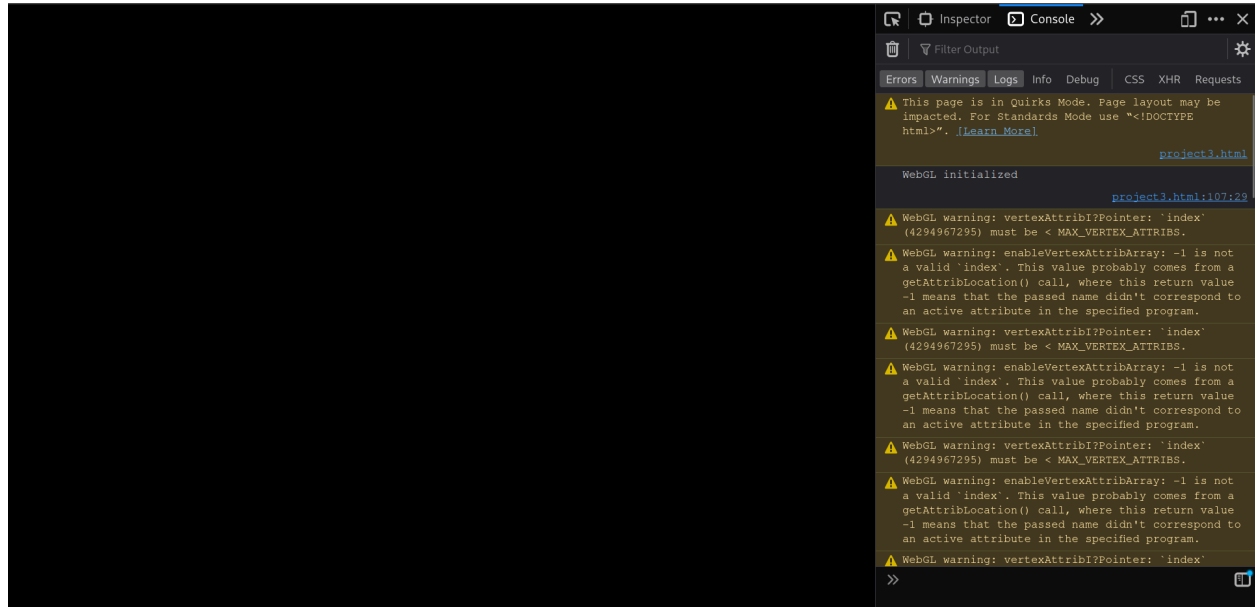 Inspector Console
Filter Output
Errors Warnings Logs Info Debug CSS XHR Requests
This page is in Quirks Mode. Page layout may be
impacted. For Standards Mode use “<!DOCTYPE
html>”. [Learn More]
project3.html
WebGL initialized
project3.html:107:29
WebGL warning: vertexAttribI?Pointer: `index`
(4294967295) must be < MAX_VERTEX_ATTRIBS.
WebGL warning: enableVertexAttribArray: -1 is not
a valid `index`. This value probably comes from a
getAttribLocation() call, where this return value
-1 means that the passed name didn't correspond to
an active attribute in the specified program.
WebGL warning: vertexAttribI?Pointer: `index`
(4294967295) must be < MAX_VERTEX_ATTRIBS.
WebGL warning: enableVertexAttribArray: -1 is not
a valid `index`. This value probably comes from a
getAttribLocation() call, where this return value
-1 means that the passed name didn't correspond to
an active attribute in the specified program.
WebGL warning: vertexAttribI?Pointer: `index`
(4294967295) must be < MAX_VERTEX_ATTRIBS.
WebGL warning: enableVertexAttribArray: -1 is not
a valid `index`. This value probably comes from a
getAttribLocation() call, where this return value
-1 means that the passed name didn't correspond to
an active attribute in the specified program.
WebGL warning: vertexAttribI?Pointer: `index`